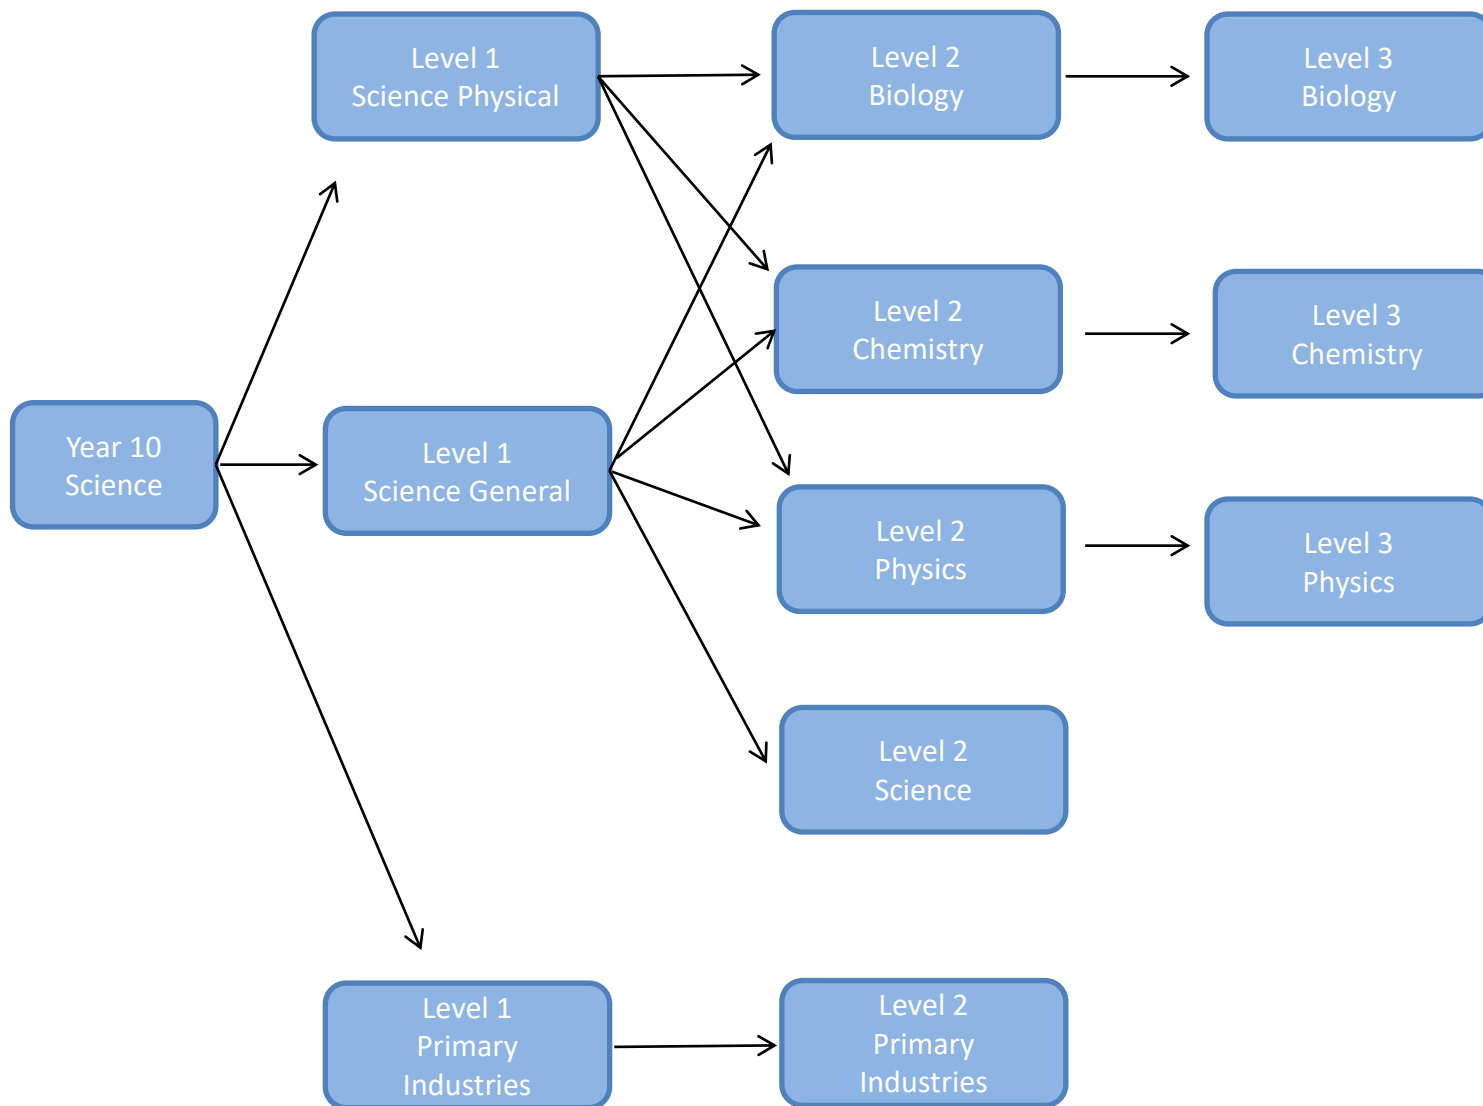 Level 1
Science Physical
Level 2
Biology
Level 3
Biology
Level 2
Chemistry
Level 3
Chemistry
Year 10
Science
Level 1
Science General
Level 2
Physics
Level 3
Physics
Level 2
Science
Level 1
Primary
Industries
Level 2
Primary
Industries